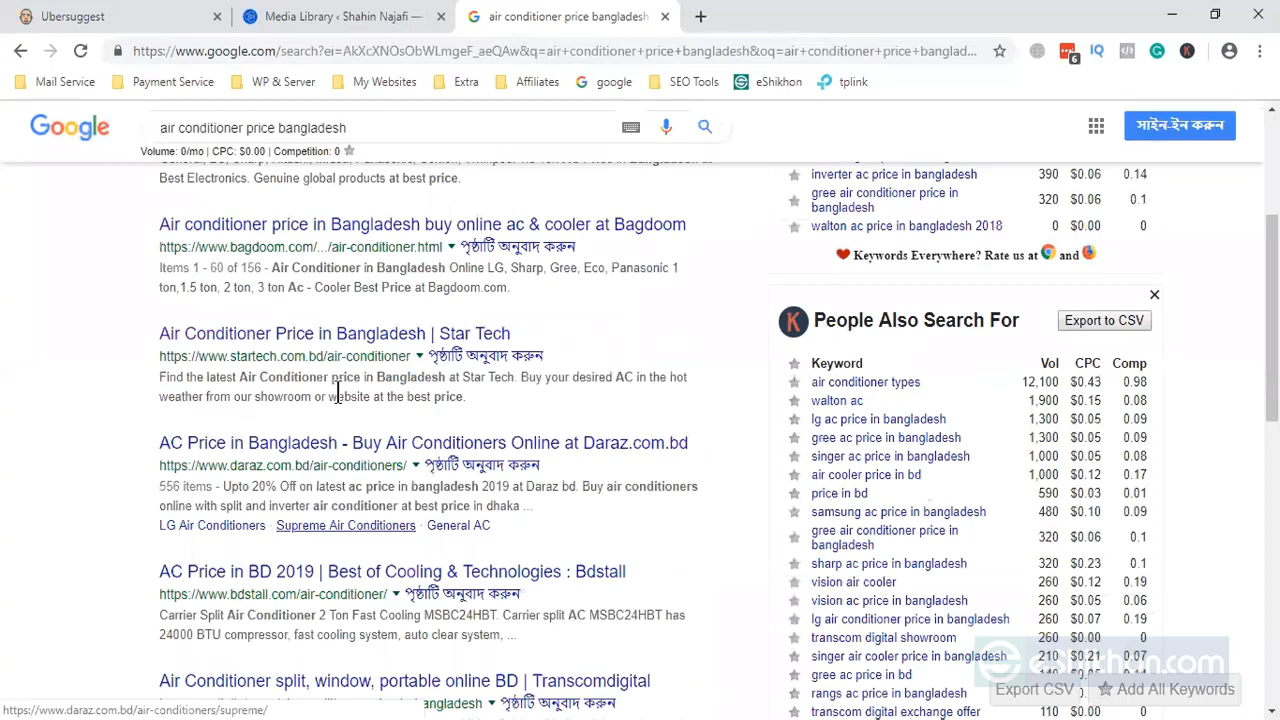 Ubersuggest
Media Library ‹ Shahin Najafi —
air conditioner price bangladesh
https://www.google.com/search?ei=AkXcXNOsObWLmgeF_aeQAw&q=air+conditioner+price+bangladesh&oq=air+conditioner+price+banglad...
6
IQ
K
Mail Service
Payment Service
WP & Server
My Websites
Extra
Affiliates
google
SEO Tools
eShikhon
tplink
Google
air conditioner price bangladesh
সাইন-ইন করুন
Volume: 0/mo | CPC: $0.00 | Competition: 0
Best Electronics. Genuine global products at best price.
Air conditioner price in Bangladesh buy online ac & cooler at Bagdoom
https://www.bagdoom.com/.../air-conditioner.html ▾ পৃষ্ঠাটি অনুবাদ করুন
Items 1 - 60 of 156 - Air Conditioner in Bangladesh Online LG, Sharp, Gree, Eco, Panasonic 1
ton,1.5 ton, 2 ton, 3 ton Ac - Cooler Best Price at Bagdoom.com.
Air Conditioner Price in Bangladesh | Star Tech
https://www.startech.com.bd/air-conditioner ▾ পৃষ্ঠাটি অনুবাদ করুন
Find the latest Air Conditioner price in Bangladesh at Star Tech. Buy your desired AC in the hot
weather from our showroom or website at the best price.
AC Price in Bangladesh - Buy Air Conditioners Online at Daraz.com.bd
https://www.daraz.com.bd/air-conditioners/ ▾ পৃষ্ঠাটি অনুবাদ করুন
556 items - Upto 20% Off on latest ac price in bangladesh 2019 at Daraz bd. Buy air conditioners
online with split and inverter air conditioner at best price in dhaka ...
LG Air Conditioners · Supreme Air Conditioners · General AC
AC Price in BD 2019 | Best of Cooling & Technologies : Bdstall
https://www.bdstall.com/air-conditioner/ ▾ পৃষ্ঠাটি অনুবাদ করুন
Carrier Split Air Conditioner 2 Ton Fast Cooling MSBC24HBT. Carrier split AC MSBC24HBT has
24000 BTU compressor, fast cooling system, auto clear system, ...
Air Conditioner split, window, portable online BD | Transcomdigital
angladesh ▾ পৃষ্ঠাটি অনুবাদ করুন
https://www.daraz.com.bd/air-conditioners/supreme/
inverter ac price in bangladesh 390 $0.06 0.14
gree air conditioner price in
bangladesh 320 $0.06 0.1
walton ac price in bangladesh 2018 0 $0.00 0
Keywords Everywhere? Rate us at and
K People Also Search For Export to CSV
Keyword Vol CPC Comp
air conditioner types 12,100 $0.43 0.98
walton ac 1,900 $0.15 0.08
lg ac price in bangladesh 1,300 $0.05 0.09
gree ac price in bangladesh 1,300 $0.05 0.09
singer ac price in bangladesh 1,000 $0.05 0.08
air cooler price in bd 1,000 $0.12 0.17
price in bd 590 $0.03 0.01
samsung ac price in bangladesh 480 $0.10 0.09
gree air conditioner price in
bangladesh 320 $0.06 0.1
sharp ac price in bangladesh 320 $0.23 0.1
vision air cooler 260 $0.12 0.19
vision ac price in bangladesh 260 $0.05 0.06
lg air conditioner price in bangladesh 260 $0.07 0.19
transcom digital showroom 260 $0.00 0
singer air cooler price in bangladesh 210 $0.21 0.07
gree ac price in bd
rangs ac price in bangladesh
transcom digital exchange offer 110 $0.00 0
eShikhon.com
Export CSV Add All Keywords